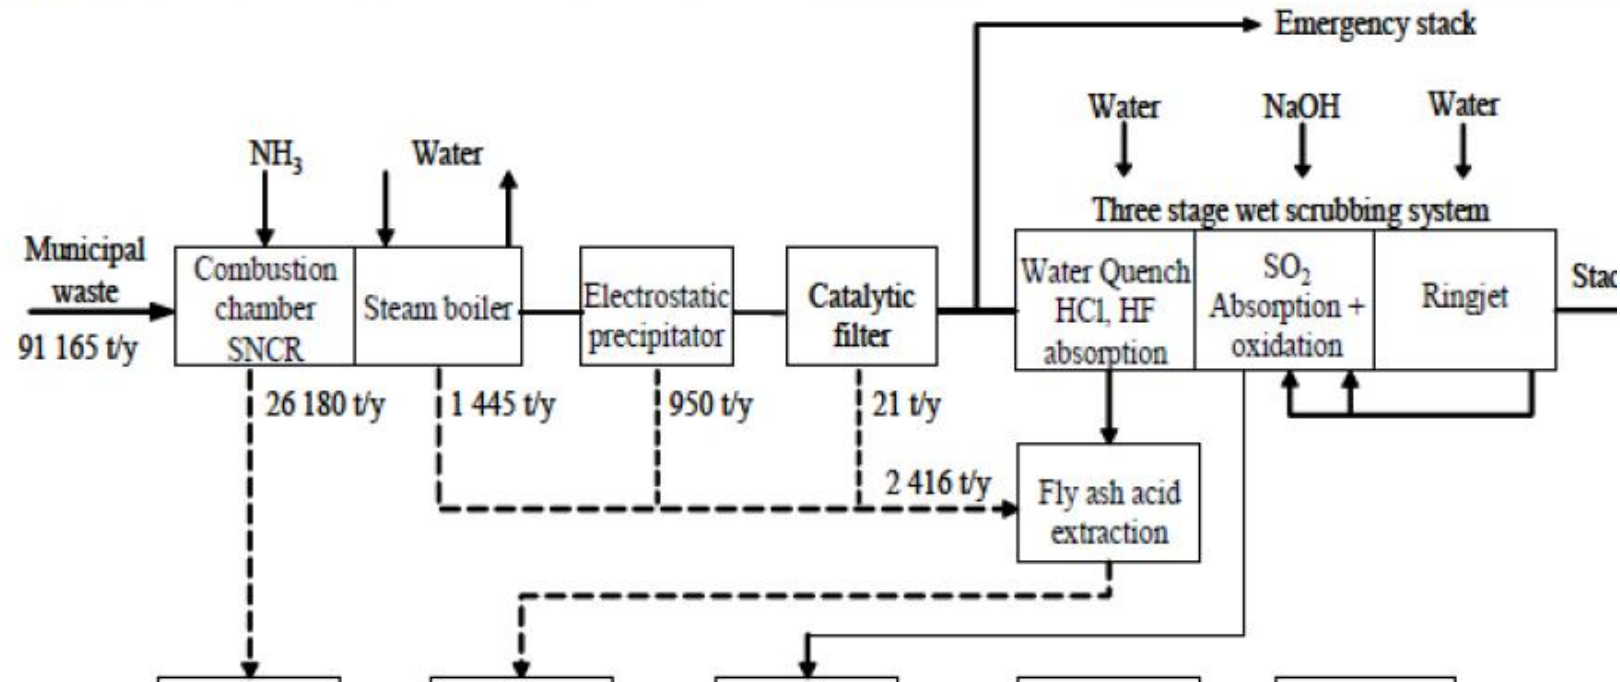 Emergency stack
Water
NaOH
Water
NH₃
Water
Three stage wet scrubbing system
Municipal
waste
91 165 t/y
Combustion
chamber
SNCR
Steam boiler
Electrostatic
precipitator
Catalytic
filter
Water Quench
HCl, HF
absorption
SO₂
Absorption +
oxidation
Ringjet
26 180 t/y
1 445 t/y
950 t/y
21 t/y
2 416 t/y
Fly ash acid
extraction